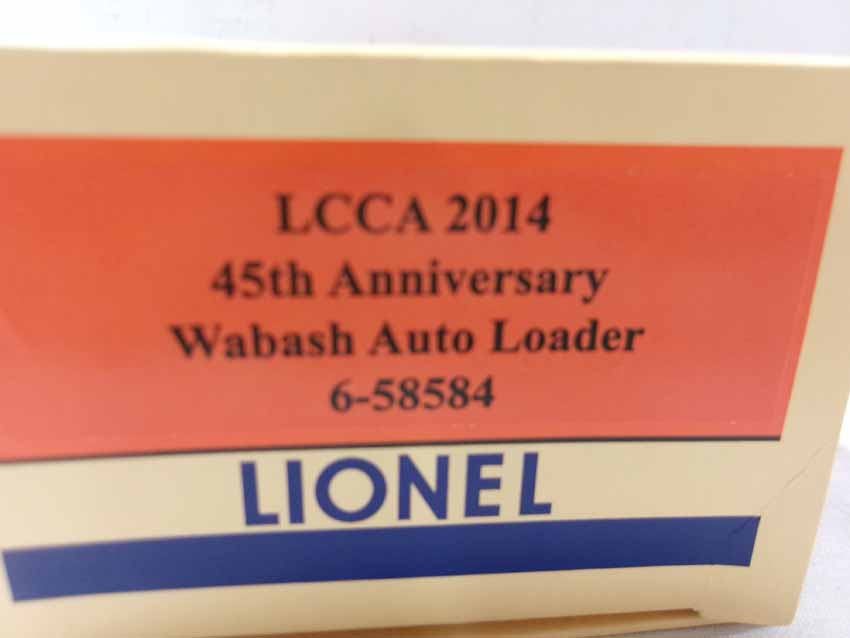 LCCA 2014
45th Anniversary
Wabash Auto Loader
6-58584
LIONEL